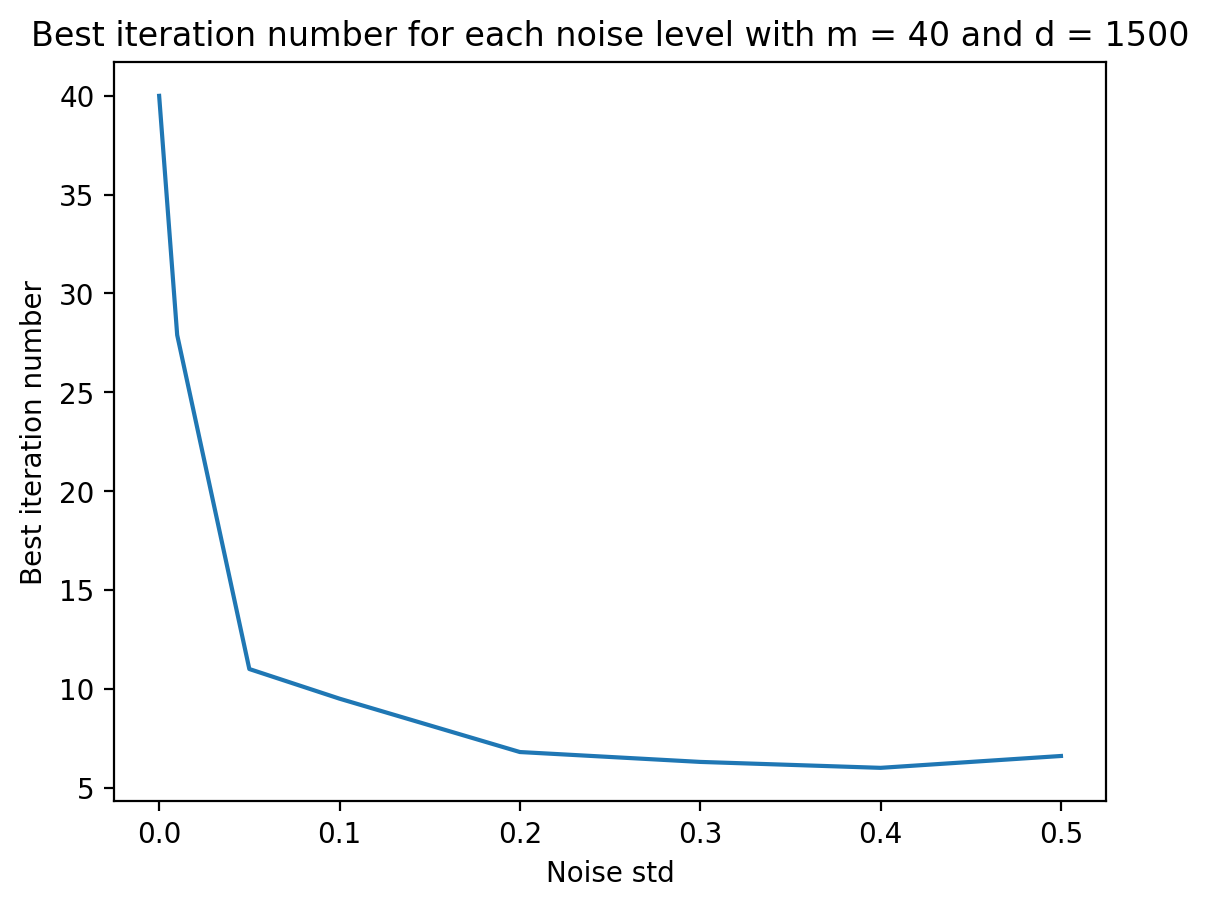 Best iteration number for each noise level with m = 40 and d = 1500
40
35
30
25
20
15
10
5
Best iteration number
0.0 0.1 0.2 0.3 0.4 0.5
Noise std